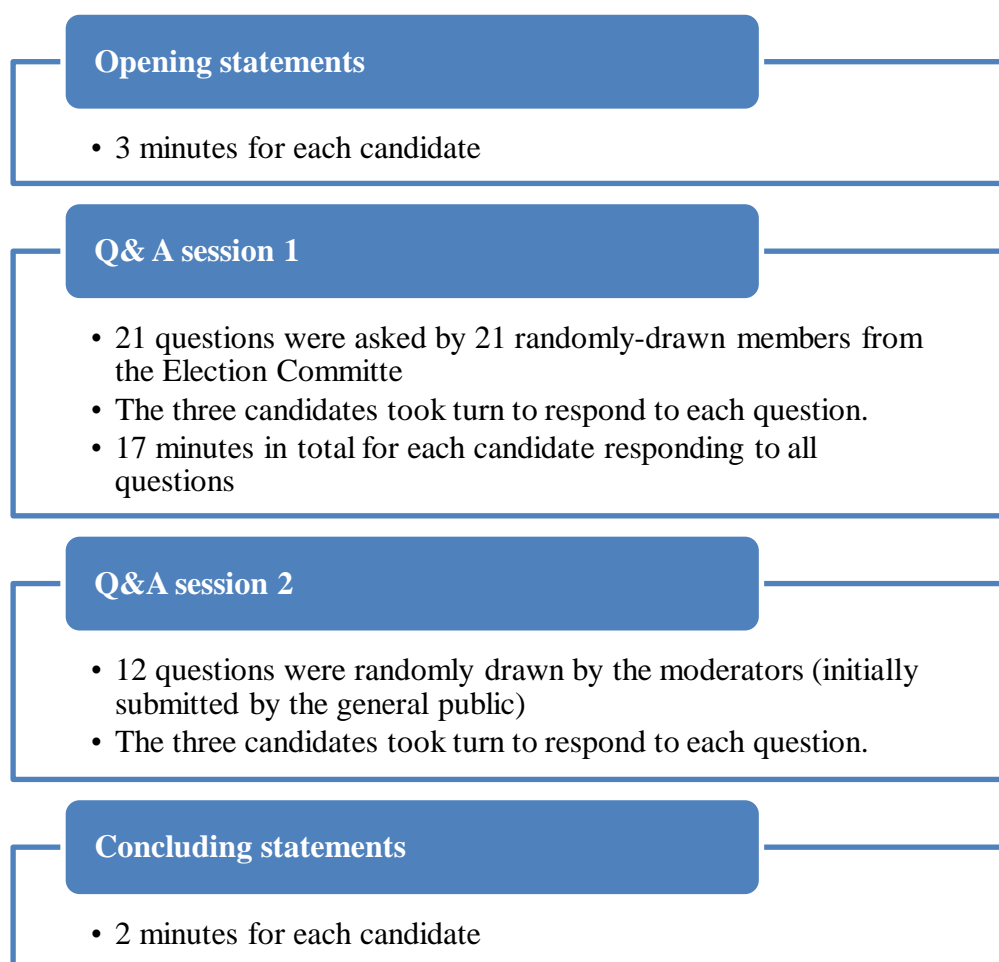 Opening statements
• 3 minutes for each candidate
Q& A session 1
• 21 questions were asked by 21 randomly-drawn members from
the Election Committe
• The three candidates took turn to respond to each question.
• 17 minutes in total for each candidate responding to all
questions
Q&A session 2
• 12 questions were randomly drawn by the moderators (initially
submitted by the general public)
• The three candidates took turn to respond to each question.
Concluding statements
• 2 minutes for each candidate